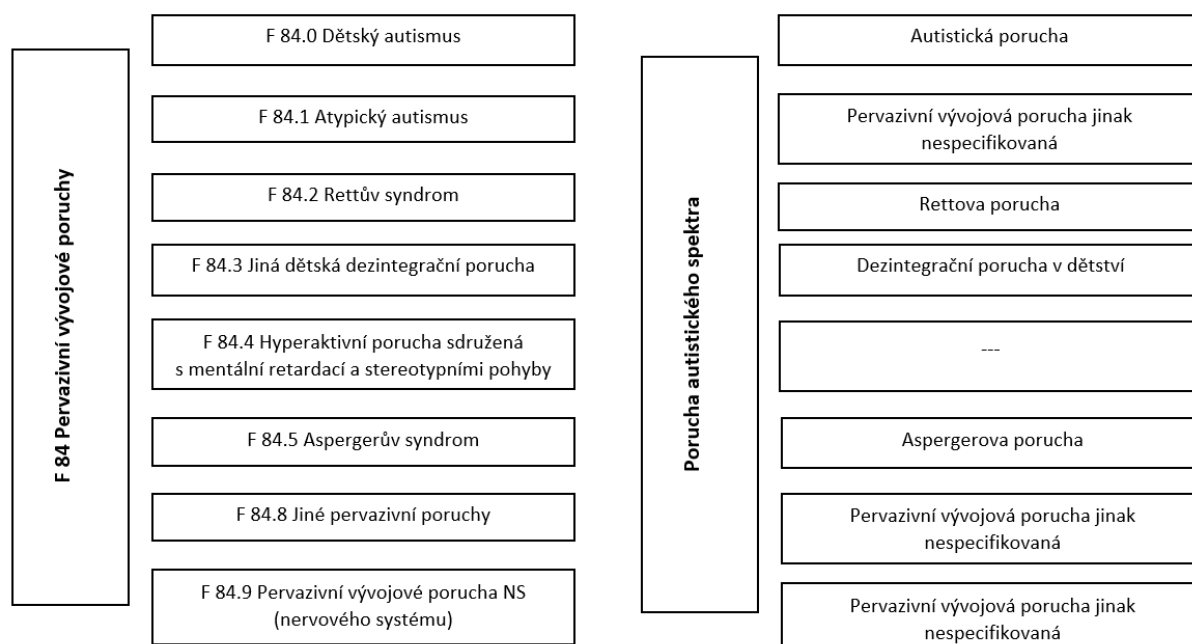 F 84 Pervazivní vývojové poruchy
F 84.0 Dětský autismus
F 84.1 Atypický autismus
F 84.2 Rettův syndrom
F 84.3 Jiná dětská dezintegrační porucha
F 84.4 Hyperaktivní porucha sdružená
s mentální retardací a stereotypními pohyby
F 84.5 Aspergerův syndrom
F 84.8 Jiné pervazivní poruchy
F 84.9 Pervazivní vývojové porucha NS
(nervového systému)
Porucha autistického spektra
Autistická porucha
Pervazivní vývojová porucha jinak
nespecifikovaná
Rettova porucha
Dezintegrační porucha v dětství
---
Aspergerova porucha
Pervazivní vývojová porucha jinak
nespecifikovaná
Pervazivní vývojová porucha jinak
nespecifikovaná